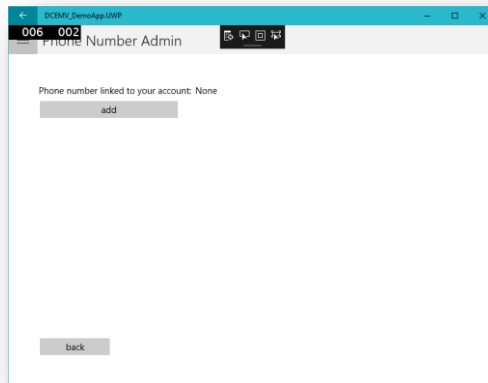 DCEMV_DemoApp.UWP
006 002
Phone Number Admin
Phone number linked to your account: None
add
back